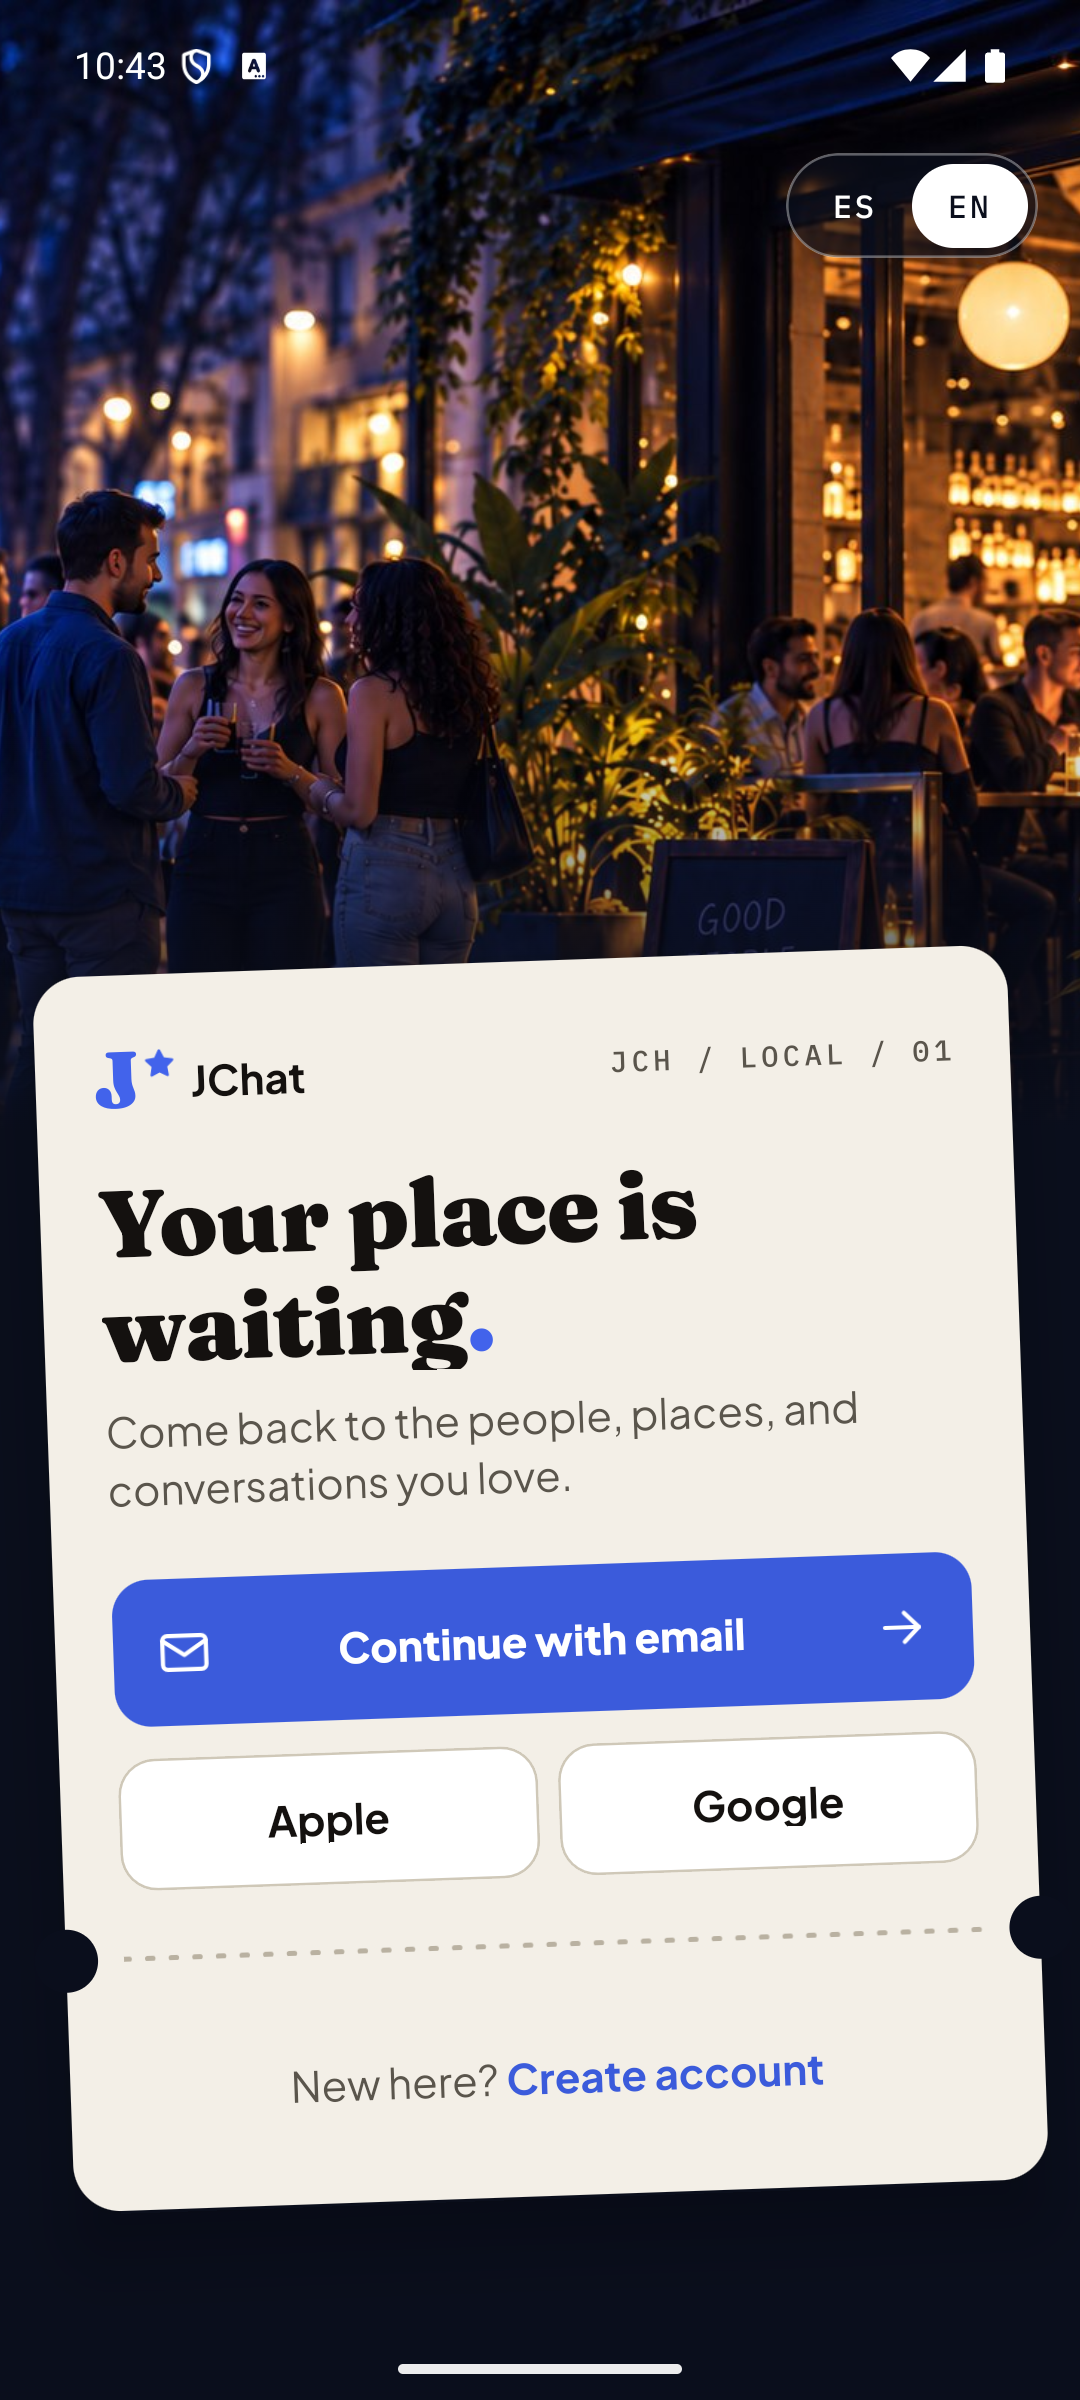 10:43
A
ES EN
GOOD
J JChat
JCH / LOCAL / 01
Your place is
waiting.
Come back to the people, places, and
conversations you love.
Continue with email
Apple
Google
New here? Create account